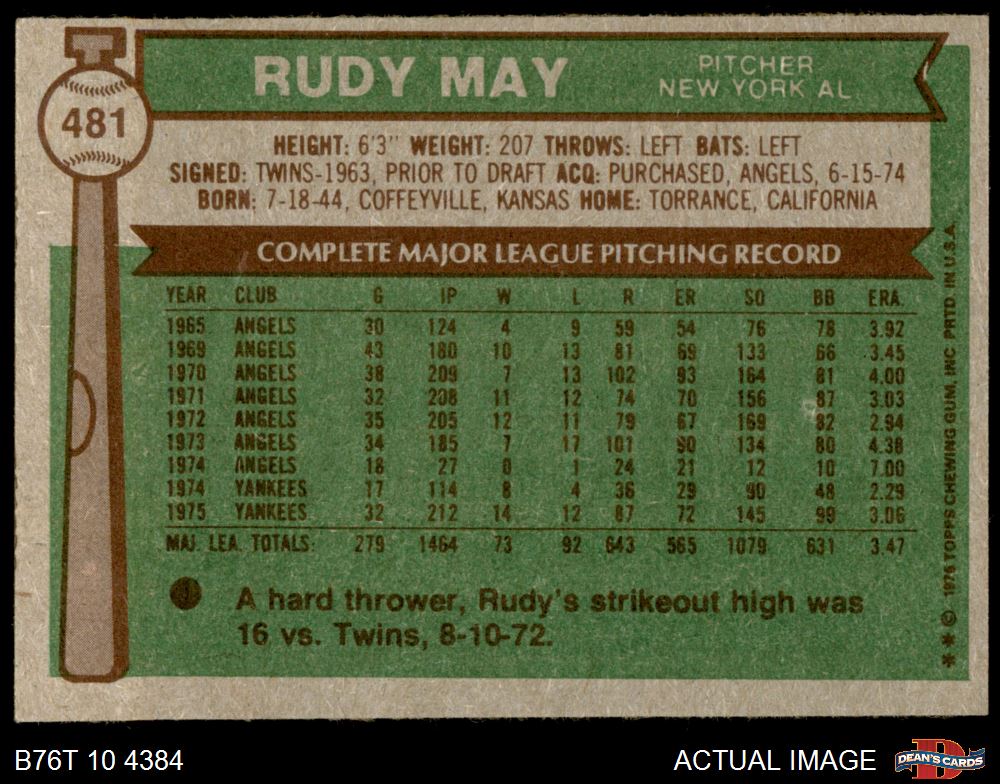 RUDY MAY
PITCHER
NEW YORK AL
481
HEIGHT: 6'3" WEIGHT: 207 THROWS: LEFT BATS: LEFT
SIGNED: TWINS-1963, PRIOR TO DRAFT ACQ: PURCHASED, ANGELS, 6-15-74
BORN: 7-18-44, COFFEYVILLE, KANSAS HOME: TORRANCE, CALIFORNIA
COMPLETE MAJOR LEAGUE PITCHING RECORD
YEAR CLUB G IP W L R ER SO BB ERA.
1965 ANGELS 30 124 4 9 59 54 76 78 3.92
1969 ANGELS 43 180 10 13 81 69 133 66 3.45
1970 ANGELS 38 209 7 13 102 93 164 81 4.00
1971 ANGELS 32 208 11 12 74 70 156 87 3.03
1972 ANGELS 35 205 12 11 79 67 169 82 2.94
1973 ANGELS 34 185 7 17 101 90 134 80 4.38
1974 ANGELS 18 27 0 1 24 21 12 10 7.00
1974 YANKEES 17 114 8 4 36 29 90 48 2.29
1975 YANKEES 32 212 14 12 87 72 145 99 3.06
MAJ. LEA. TOTALS: 279 1464 73 92 643 565 1079 631 3.47
A hard thrower, Rudy's strikeout high was
16 vs. Twins, 8-10-72.
** © 1976 TOPPS CHEWING GUM, INC. PRTD. IN U.S.A.
B76T 10 4384
ACTUAL IMAGE
D
DEAN'S CARDS